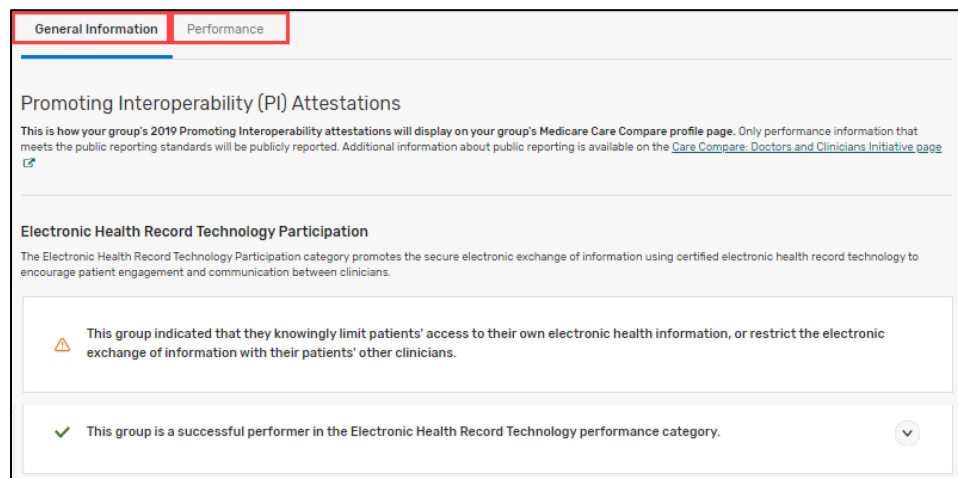 General Information Performance
Promoting Interoperability (PI) Attestations
This is how your group's 2019 Promoting Interoperability attestations will display on your group's Medicare Care Compare profile page. Only performance information that
meets the public reporting standards will be publicly reported. Additional information about public reporting is available on the Care Compare: Doctors and Clinicians Initiative page
Electronic Health Record Technology Participation
The Electronic Health Record Technology Participation category promotes the secure electronic exchange of information using certified electronic health record technology to
encourage patient engagement and communication between clinicians.
This group indicated that they knowingly limit patients' access to their own electronic health information, or restrict the electronic
exchange of information with their patients' other clinicians.
This group is a successful performer in the Electronic Health Record Technology performance category.